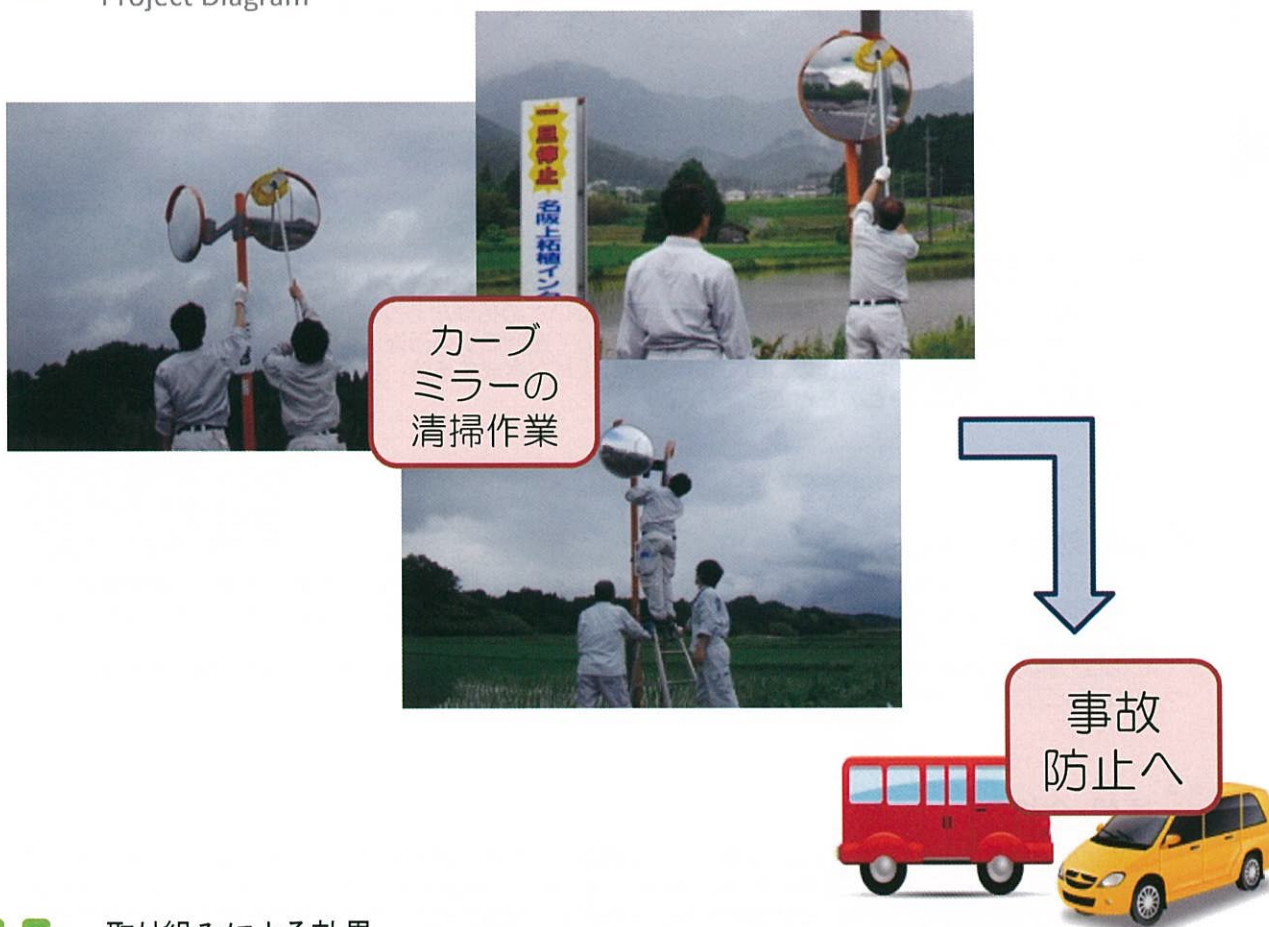 Project Diagram
一旦停止
名阪上柘植イン
カーブ
ミラーの
清掃作業
事故
防止へ
取り組みによる効果